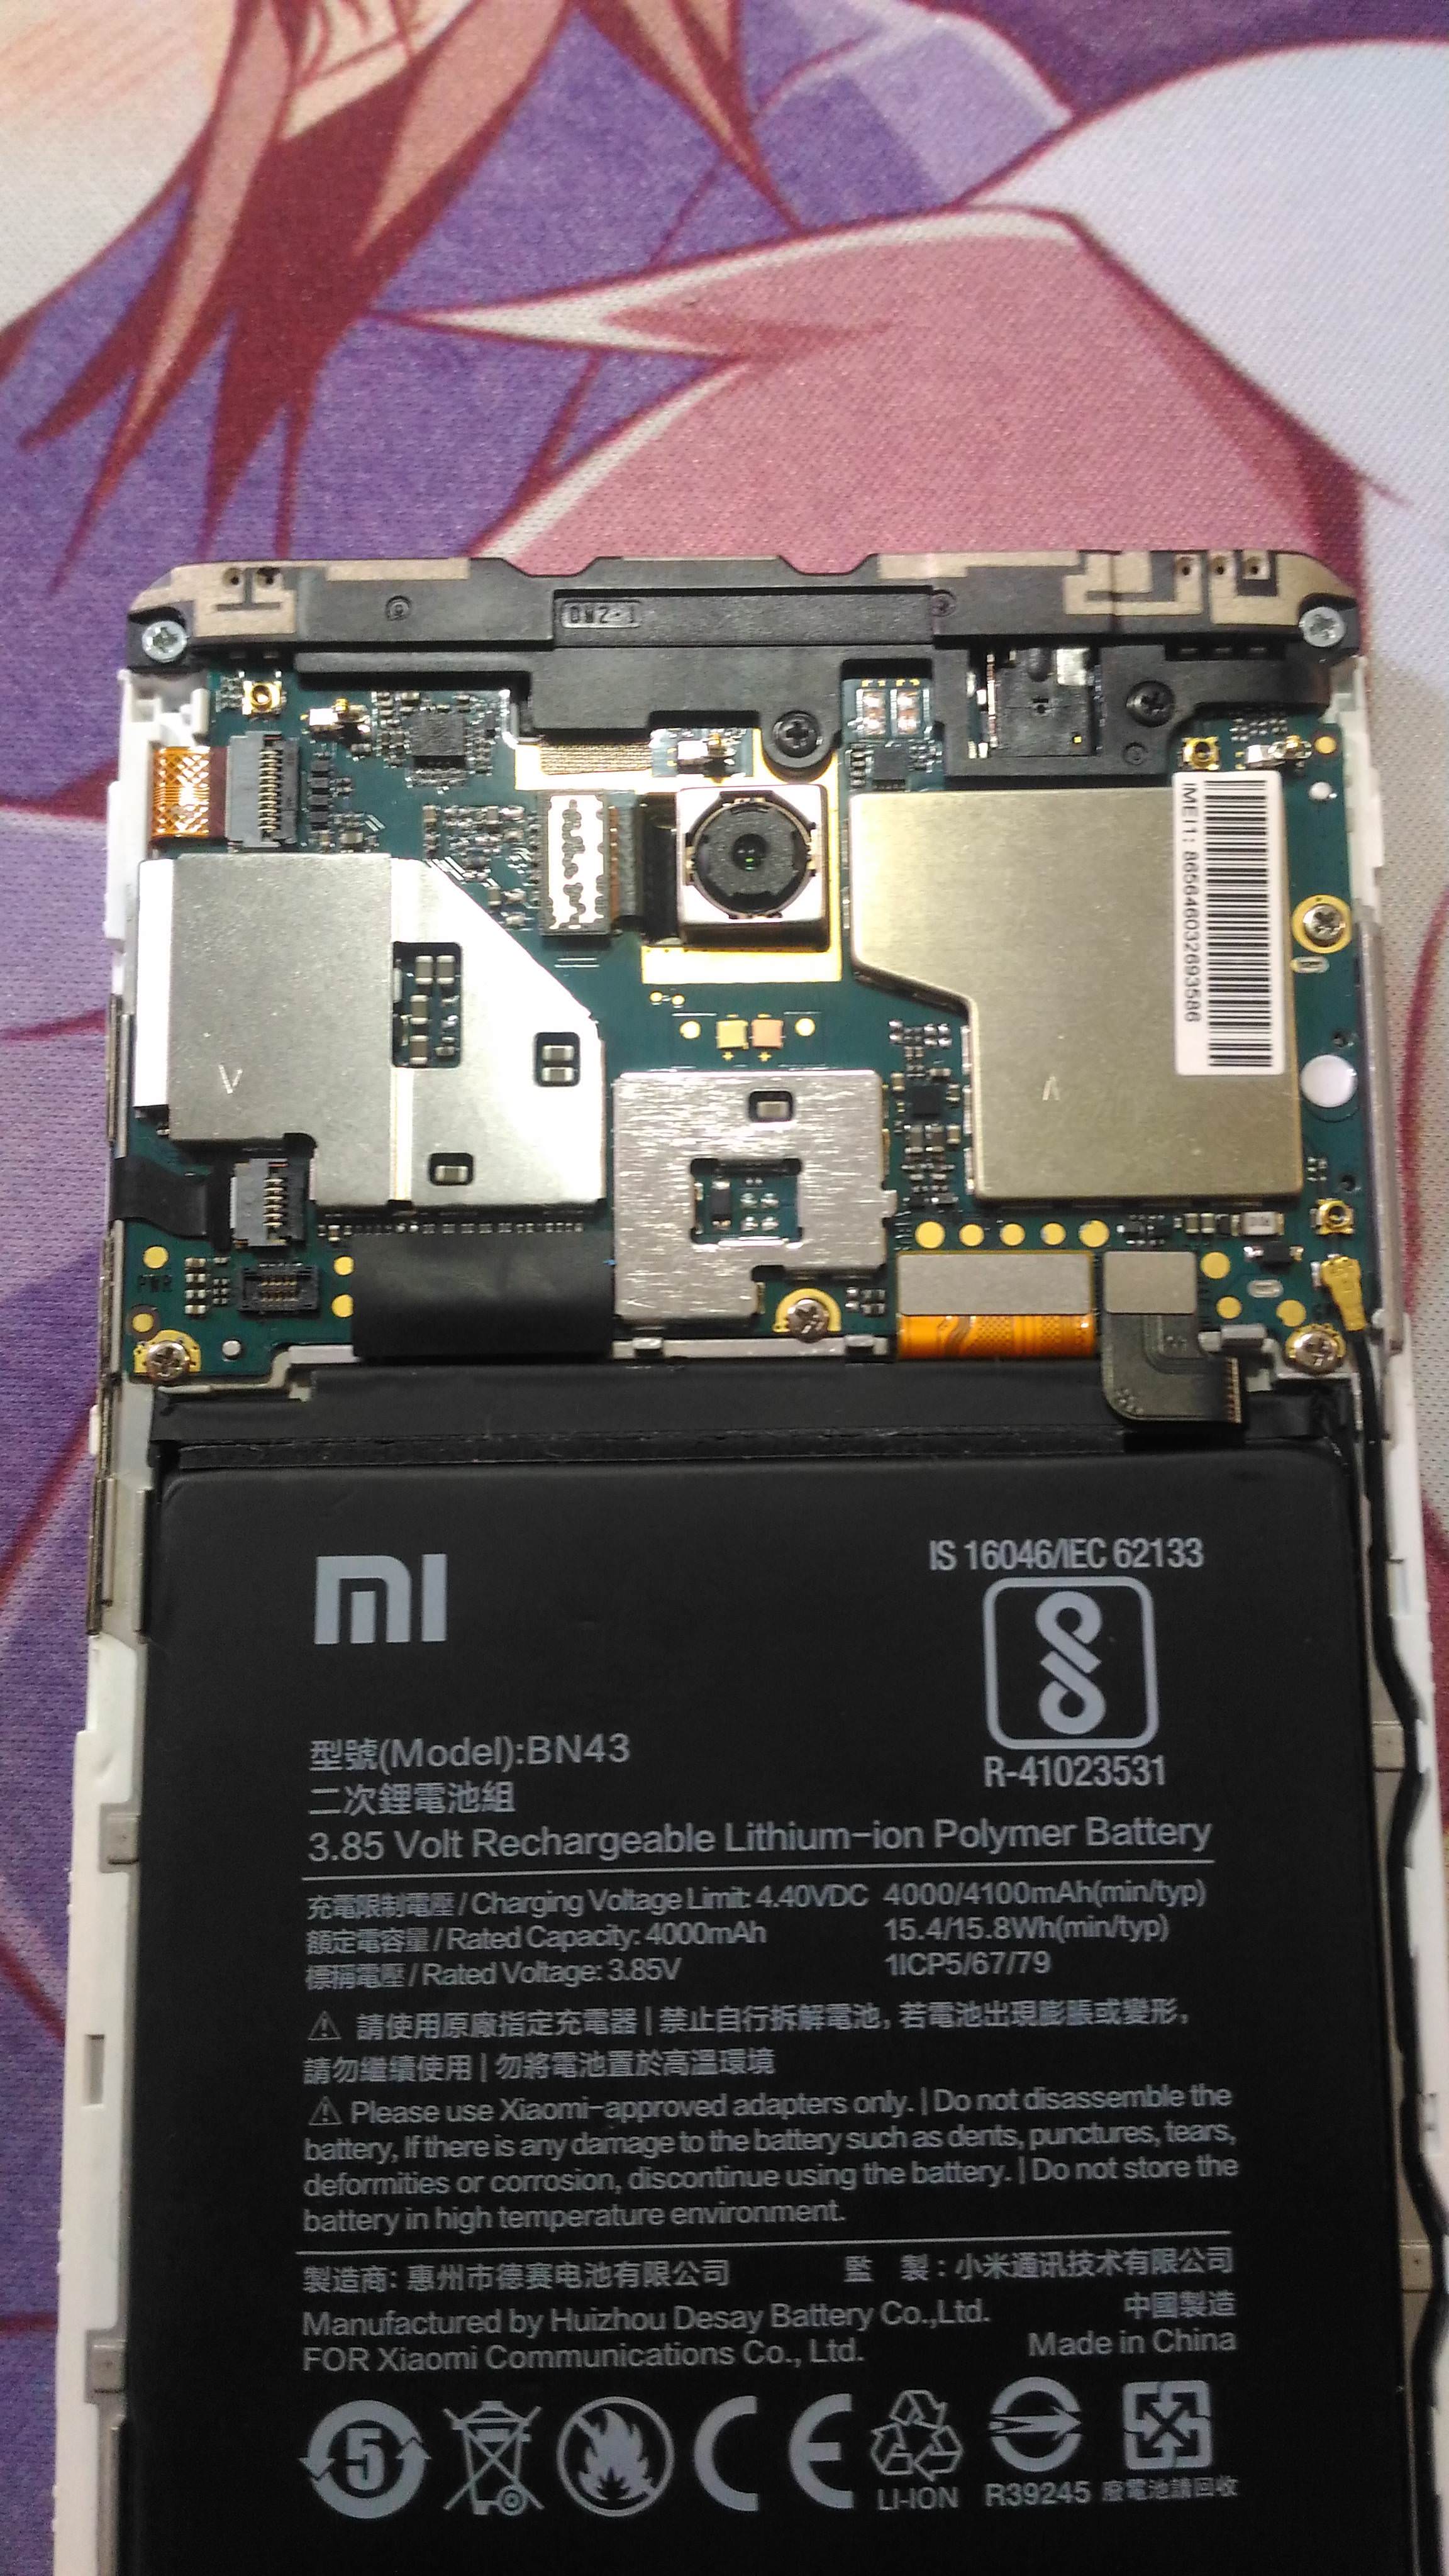 DW2-1
IMEI: 865646032693586
PWR
MI
IS 16046/IEC 62133
R-41023531
型號(Model):BN43
二次鋰電池組
3.85 Volt Rechargeable Lithium-ion Polymer Battery
充電限制電壓 / Charging Voltage Limit: 4.40VDC 4000/4100mAh(min/typ)
額定電容量 / Rated Capacity: 4000mAh 15.4/15.8Wh(min/typ)
標稱電壓 / Rated Voltage: 3.85V 1ICP5/67/79
⚠ 請使用原廠指定充電器 | 禁止自行拆解電池, 若電池出現膨脹或變形,
請勿繼續使用 | 勿將電池置於高溫環境
⚠ Please use Xiaomi-approved adapters only. | Do not disassemble the
battery, If there is any damage to the battery such as dents, punctures, tears,
deformities or corrosion, discontinue using the battery. | Do not store the
battery in high temperature environment.
製造商: 惠州市德赛电池有限公司 監 製 : 小米通讯技术有限公司
中國製造
Manufactured by Huizhou Desay Battery Co.,Ltd.
FOR Xiaomi Communications Co., Ltd. Made in China
5
CE
LI-ION
R39245
廢電池請回收